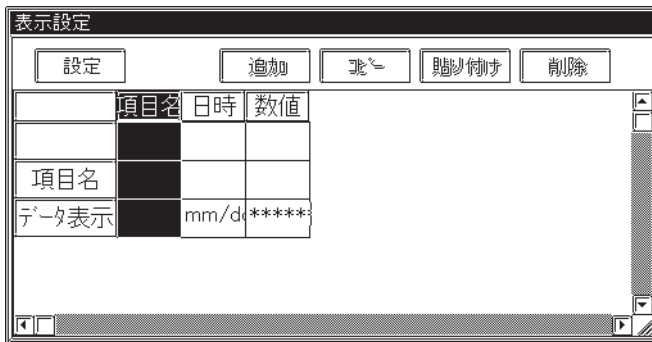 表示設定
設定 追加 コピー 貼り付け 削除
項目名 日時 数値
項目名
データ表示 mm/d *****